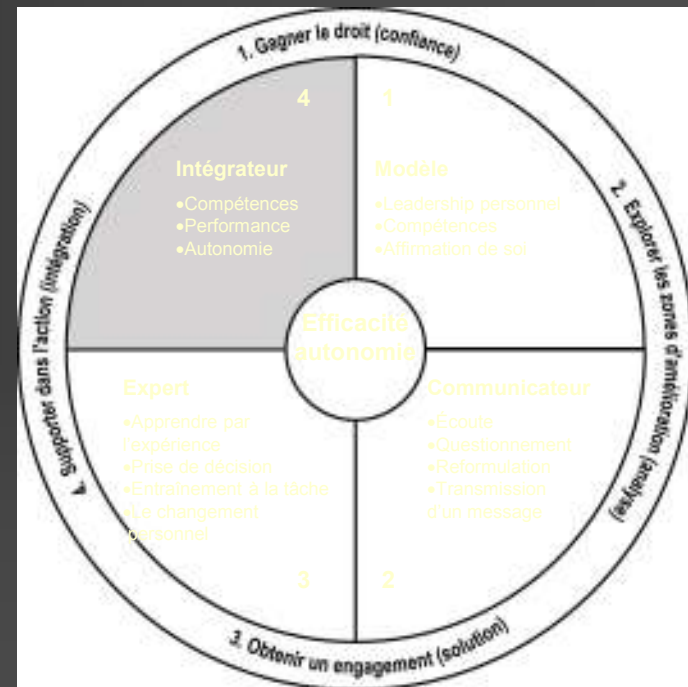 1. Gagner le droit (confiance)
2. Explorer les zones d'amélioration (analyse)
3. Obtenir un engagement (solution)
4. Supporter dans l'action (intégration)
4
Intégrateur
•Compétences
•Performance
•Autonomie
1
Modèle
•Leadership personnel
•Compétences
•Affirmation de soi
Efficacité
autonomie
Expert
•Apprendre par
l'expérience
•Prise de décision
•Entraînement à la tâche
•Le changement
personnel
3
Communicateur
•Écoute
•Questionnement
•Reformulation
•Transmission
d'un message
2